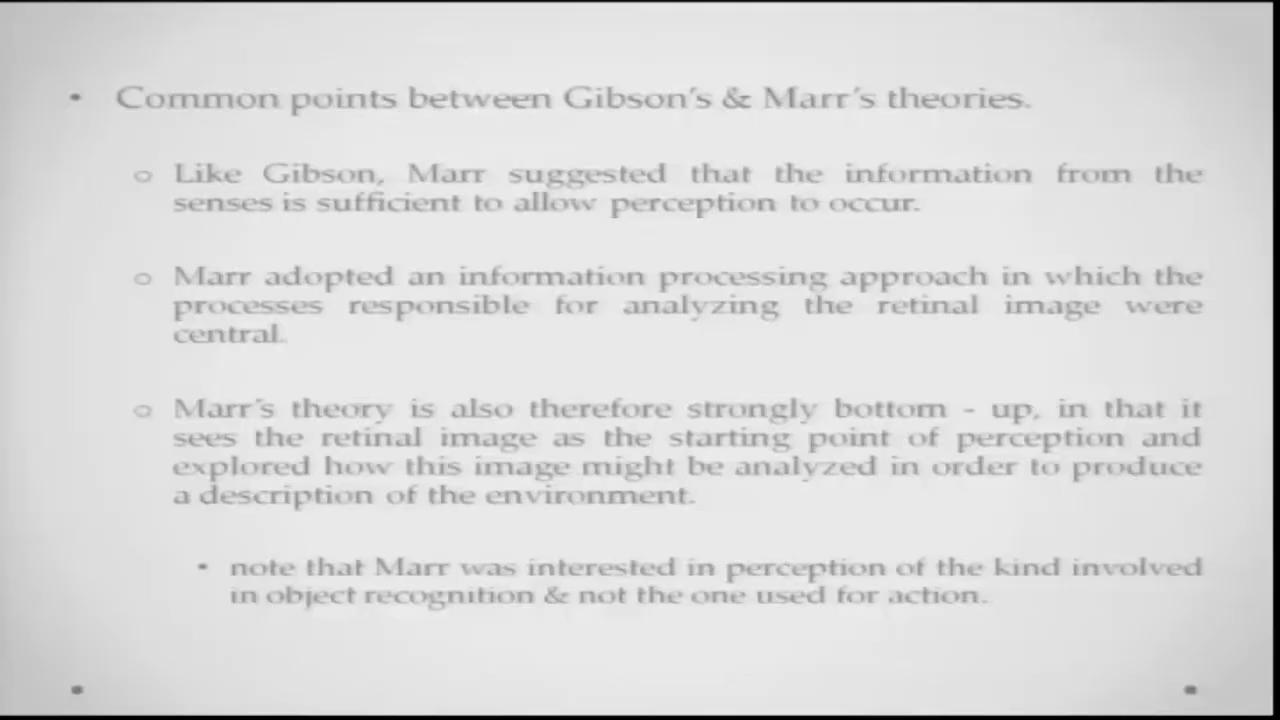 • Common points between Gibson's & Marr's theories.
o Like Gibson, Marr suggested that the information from the
senses is sufficient to allow perception to occur.
o Marr adopted an information processing approach in which the
processes responsible for analyzing the retinal image were
central.
o Marr's theory is also therefore strongly bottom - up, in that it
sees the retinal image as the starting point of perception and
explored how this image might be analyzed in order to produce
a description of the environment.
• note that Marr was interested in perception of the kind involved
in object recognition & not the one used for action.